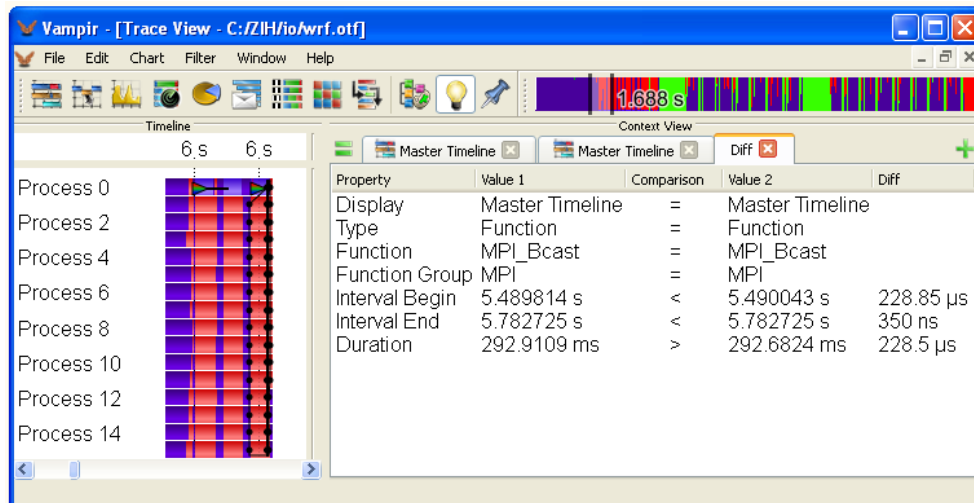 Vampir - [Trace View - C:/ZIH/io/wrf.otf]
File Edit Chart Filter Window Help
1.688 s
Timeline
Context View
6 s 6 s
Master Timeline Master Timeline Diff
Property Value 1 Comparison Value 2 Diff
Display Master Timeline = Master Timeline
Type Function = Function
Function MPI_Bcast = MPI_Bcast
Function Group MPI = MPI
Interval Begin 5.489814 s < 5.490043 s 228.85 µs
Interval End 5.782725 s < 5.782725 s 350 ns
Duration 292.9109 ms > 292.6824 ms 228.5 µs
Process 0
Process 2
Process 4
Process 6
Process 8
Process 10
Process 12
Process 14